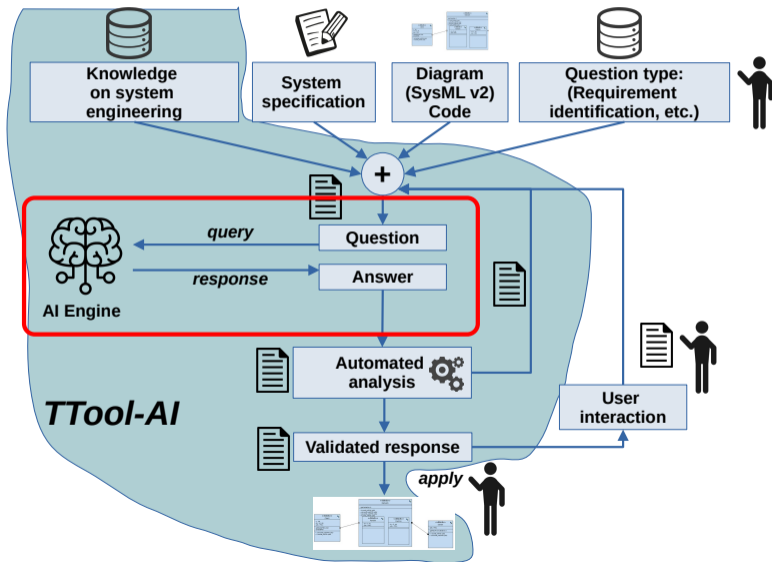 Knowledge
on system
engineering
System
specification
Diagram
(SysML v2)
Code
Question type:
(Requirement
identification, etc.)
+
query
Question
response
Answer
AI Engine
Automated
analysis
TTool-AI
User
interaction
Validated response
apply